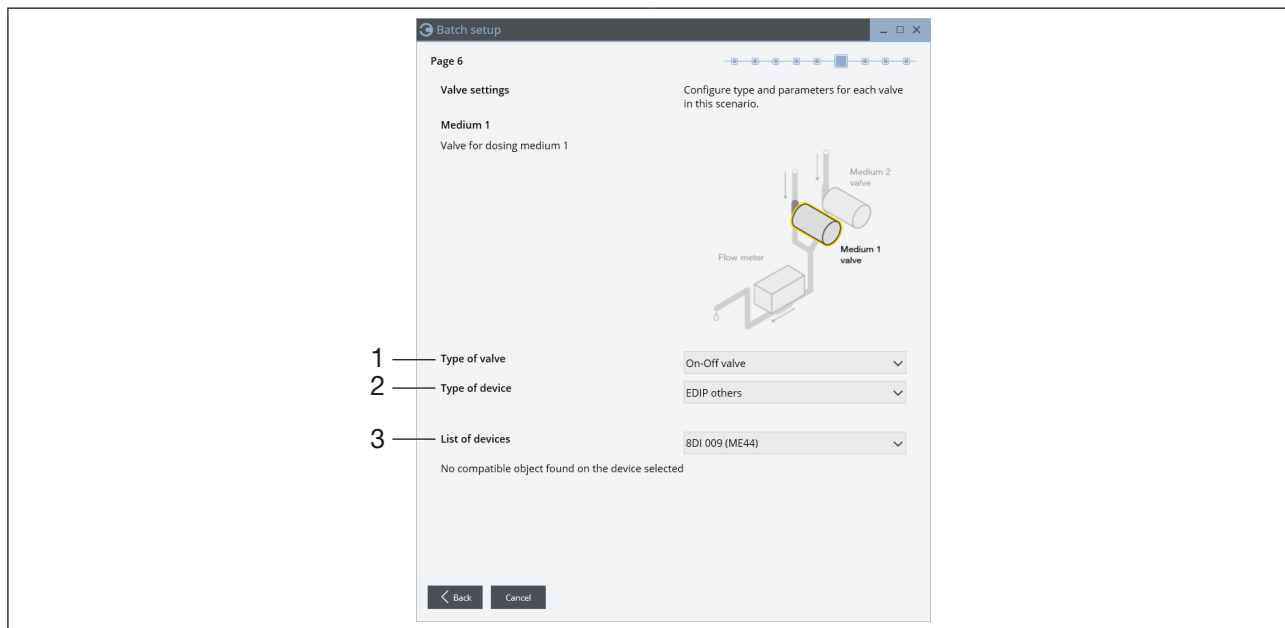 Batch setup
Page 6
Valve settings
Configure type and parameters for each valve
in this scenario.
Medium 1
Valve for dosing medium 1
Medium 2
valve
Medium 1
valve
Flow meter
1
Type of valve
On-Off valve
2
Type of device
EDIP others
3
List of devices
8DI 009 (ME44)
No compatible object found on the device selected
Back
Cancel